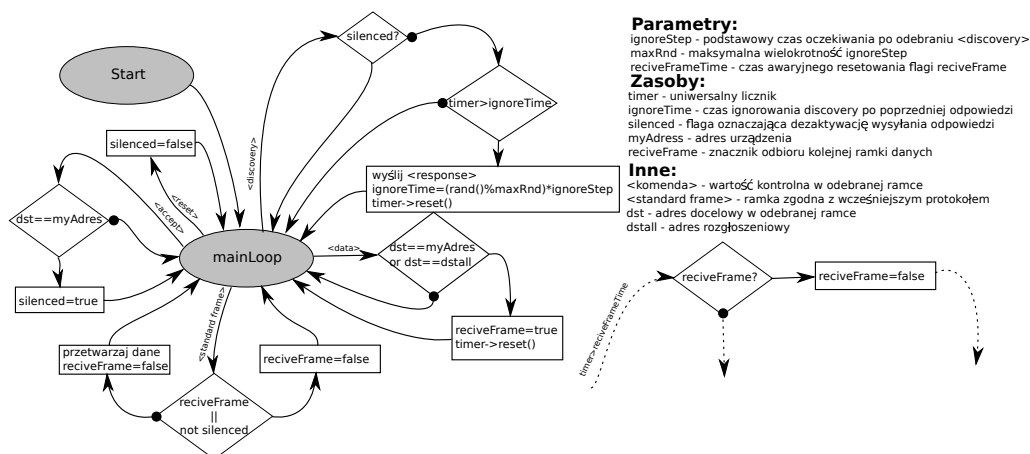 Start
silenced?
timer>ignoreTime
silenced=false
<discovery>
<reset>
<accept>
dst==myAdres
wyślij <response>
ignoreTime=(rand()%maxRnd)*ignoreStep
timer->reset()
mainLoop
<data>
dst==myAdres
or dst==dstall
silenced=true
<standard frame>
przetwarzaj dane
reciveFrame=false
reciveFrame=false
reciveFrame=true
timer->reset()
reciveFrame
||
not silenced
Parametry:
ignoreStep - podstawowy czas oczekiwania po odebraniu <discovery>
maxRnd - maksymalna wielokrotność ignoreStep
reciveFrameTime - czas awaryjnego resetowania flagi reciveFrame
Zasoby:
timer - uniwersalny licznik
ignoreTime - czas ignorowania discovery po poprzedniej odpowiedzi
silenced - flaga oznaczająca dezaktywację wysyłania odpowiedzi
myAdress - adres urządzenia
reciveFrame - znacznik odbioru kolejnej ramki danych
Inne:
<komenda> - wartość kontrolna w odebranej ramce
<standard frame> - ramka zgodna z wcześniejszym protokołem
dst - adres docelowy w odebranej ramce
dstall - adres rozgłoszeniowy
timer>reciveFrameTime
reciveFrame?
reciveFrame=false